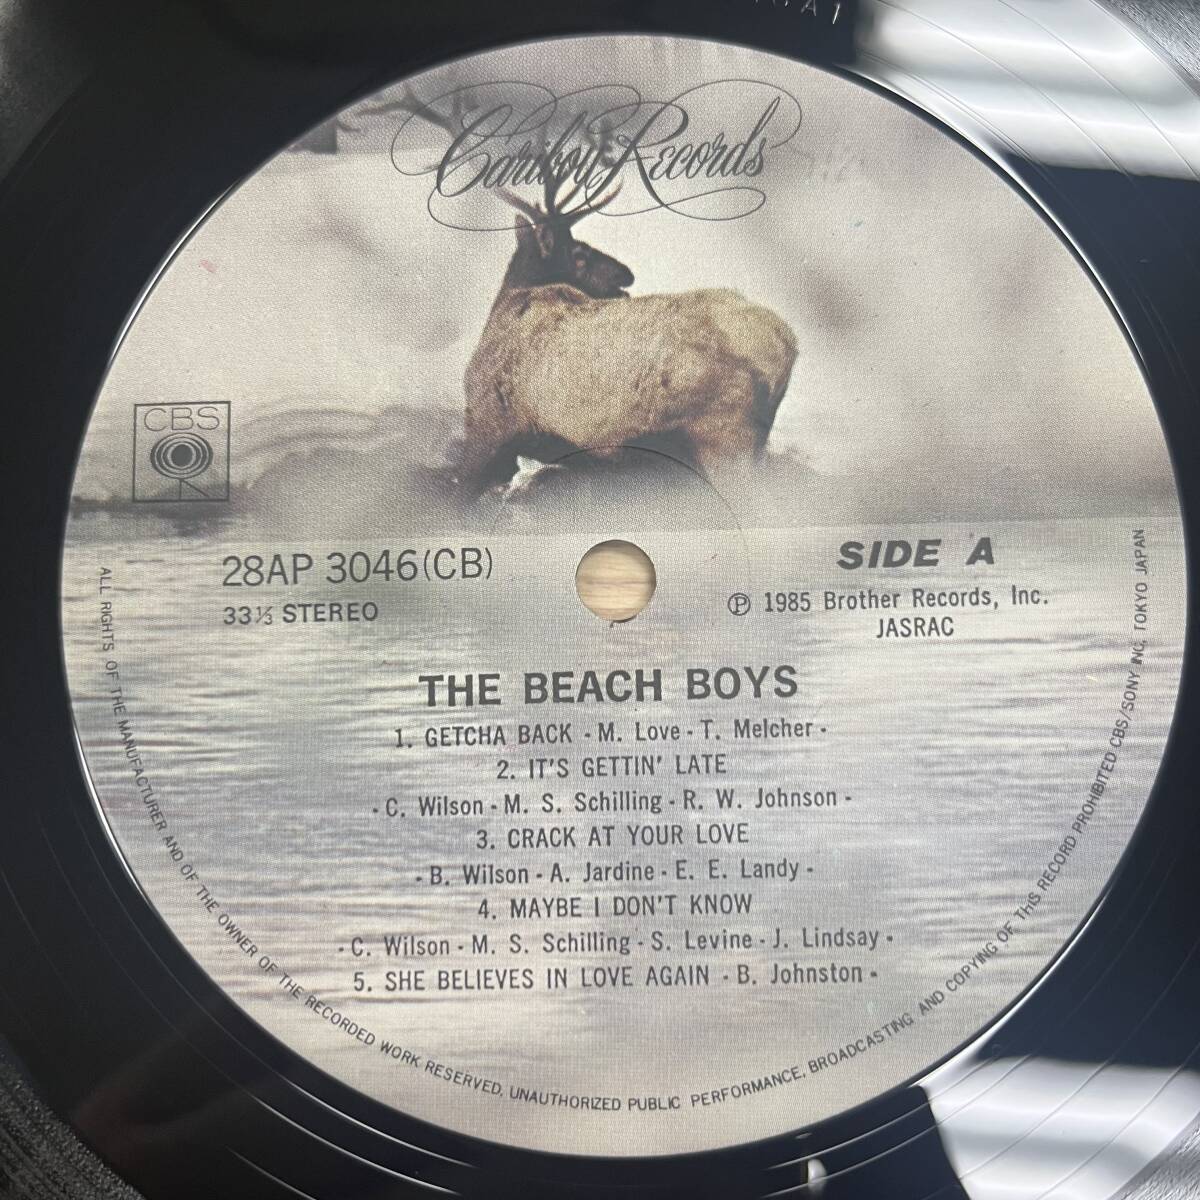 A1
Caribou Records
CBS
28AP 3046(CB)
33⅓ STEREO
SIDE A
Ⓟ 1985 Brother Records, Inc.
JASRAC
THE BEACH BOYS
1. GETCHA BACK - M. Love - T. Melcher -
2. IT'S GETTIN' LATE
- C. Wilson - M. S. Schilling - R. W. Johnson -
3. CRACK AT YOUR LOVE
- B. Wilson - A. Jardine - E. E. Landy -
4. MAYBE I DON'T KNOW
- C. Wilson - M. S. Schilling - S. Levine - J. Lindsay -
5. SHE BELIEVES IN LOVE AGAIN - B. Johnston -
ALL RIGHTS OF THE MANUFACTURER AND OF THE OWNER OF THE RECORDED WORK RESERVED. UNAUTHORIZED PUBLIC PERFORMANCE, BROADCASTING AND COPYING OF THIS RECORD PROHIBITED CBS/SONY INC. TOKYO JAPAN